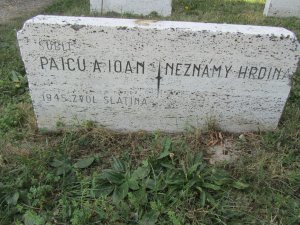 PAICU A IOAN
NEZNAMY HRDINA
1945 ZVOL SLATINA